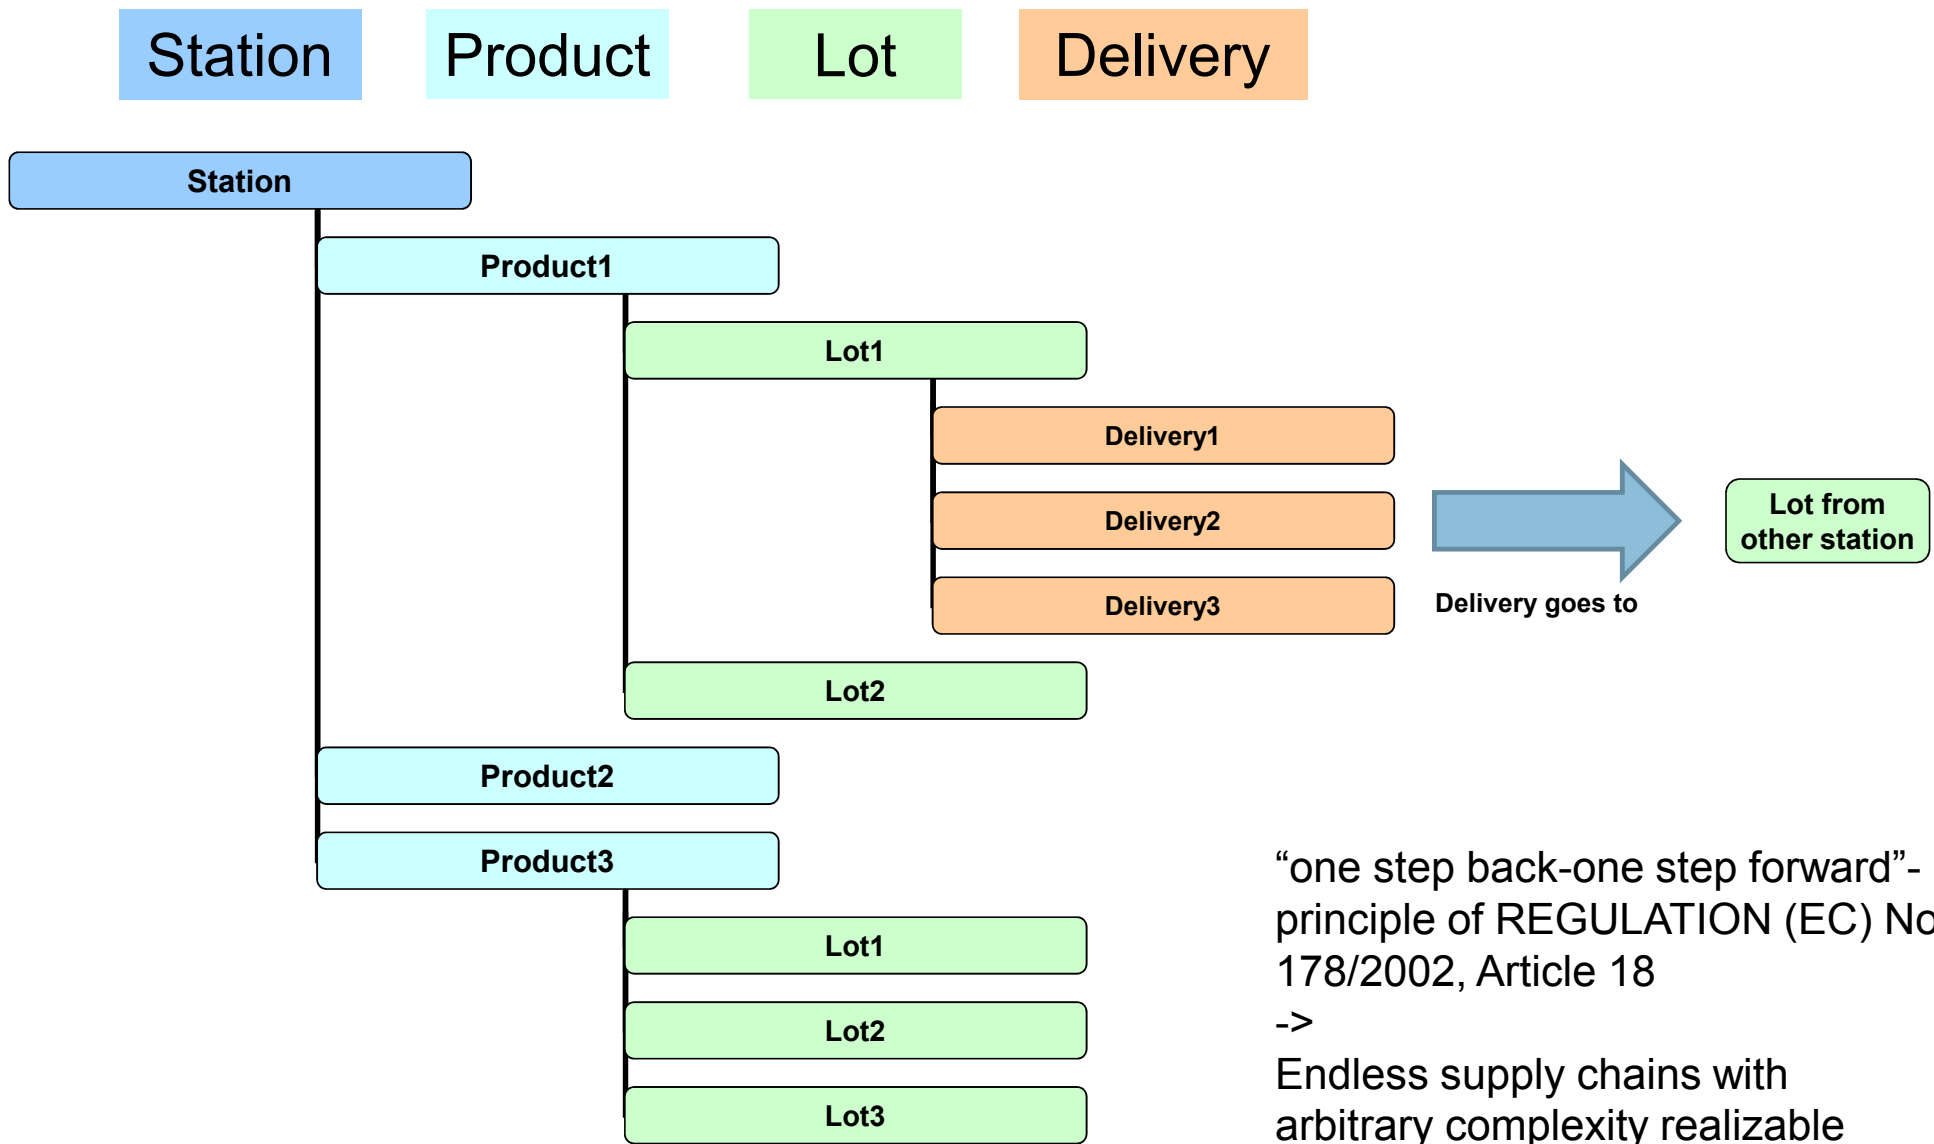 Station Product Lot Delivery
Station
Product1
Lot1
Delivery1
Delivery2
Delivery3
Delivery goes to
Lot from
other station
Lot2
Product2
Product3
Lot1
Lot2
Lot3
“one step back-one step forward”-
principle of REGULATION (EC) No
178/2002, Article 18
->
Endless supply chains with
arbitrary complexity realizable